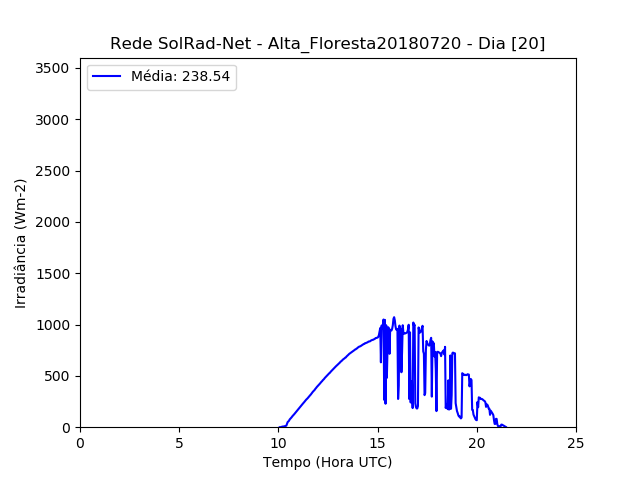 Rede SolRad-Net - Alta_Floresta20180720 - Dia [20]
Média: 238.54
3500
3000
2500
2000
1500
1000
500
0
Irradiância (Wm-2)
0 5 10 15 20 25
Tempo (Hora UTC)